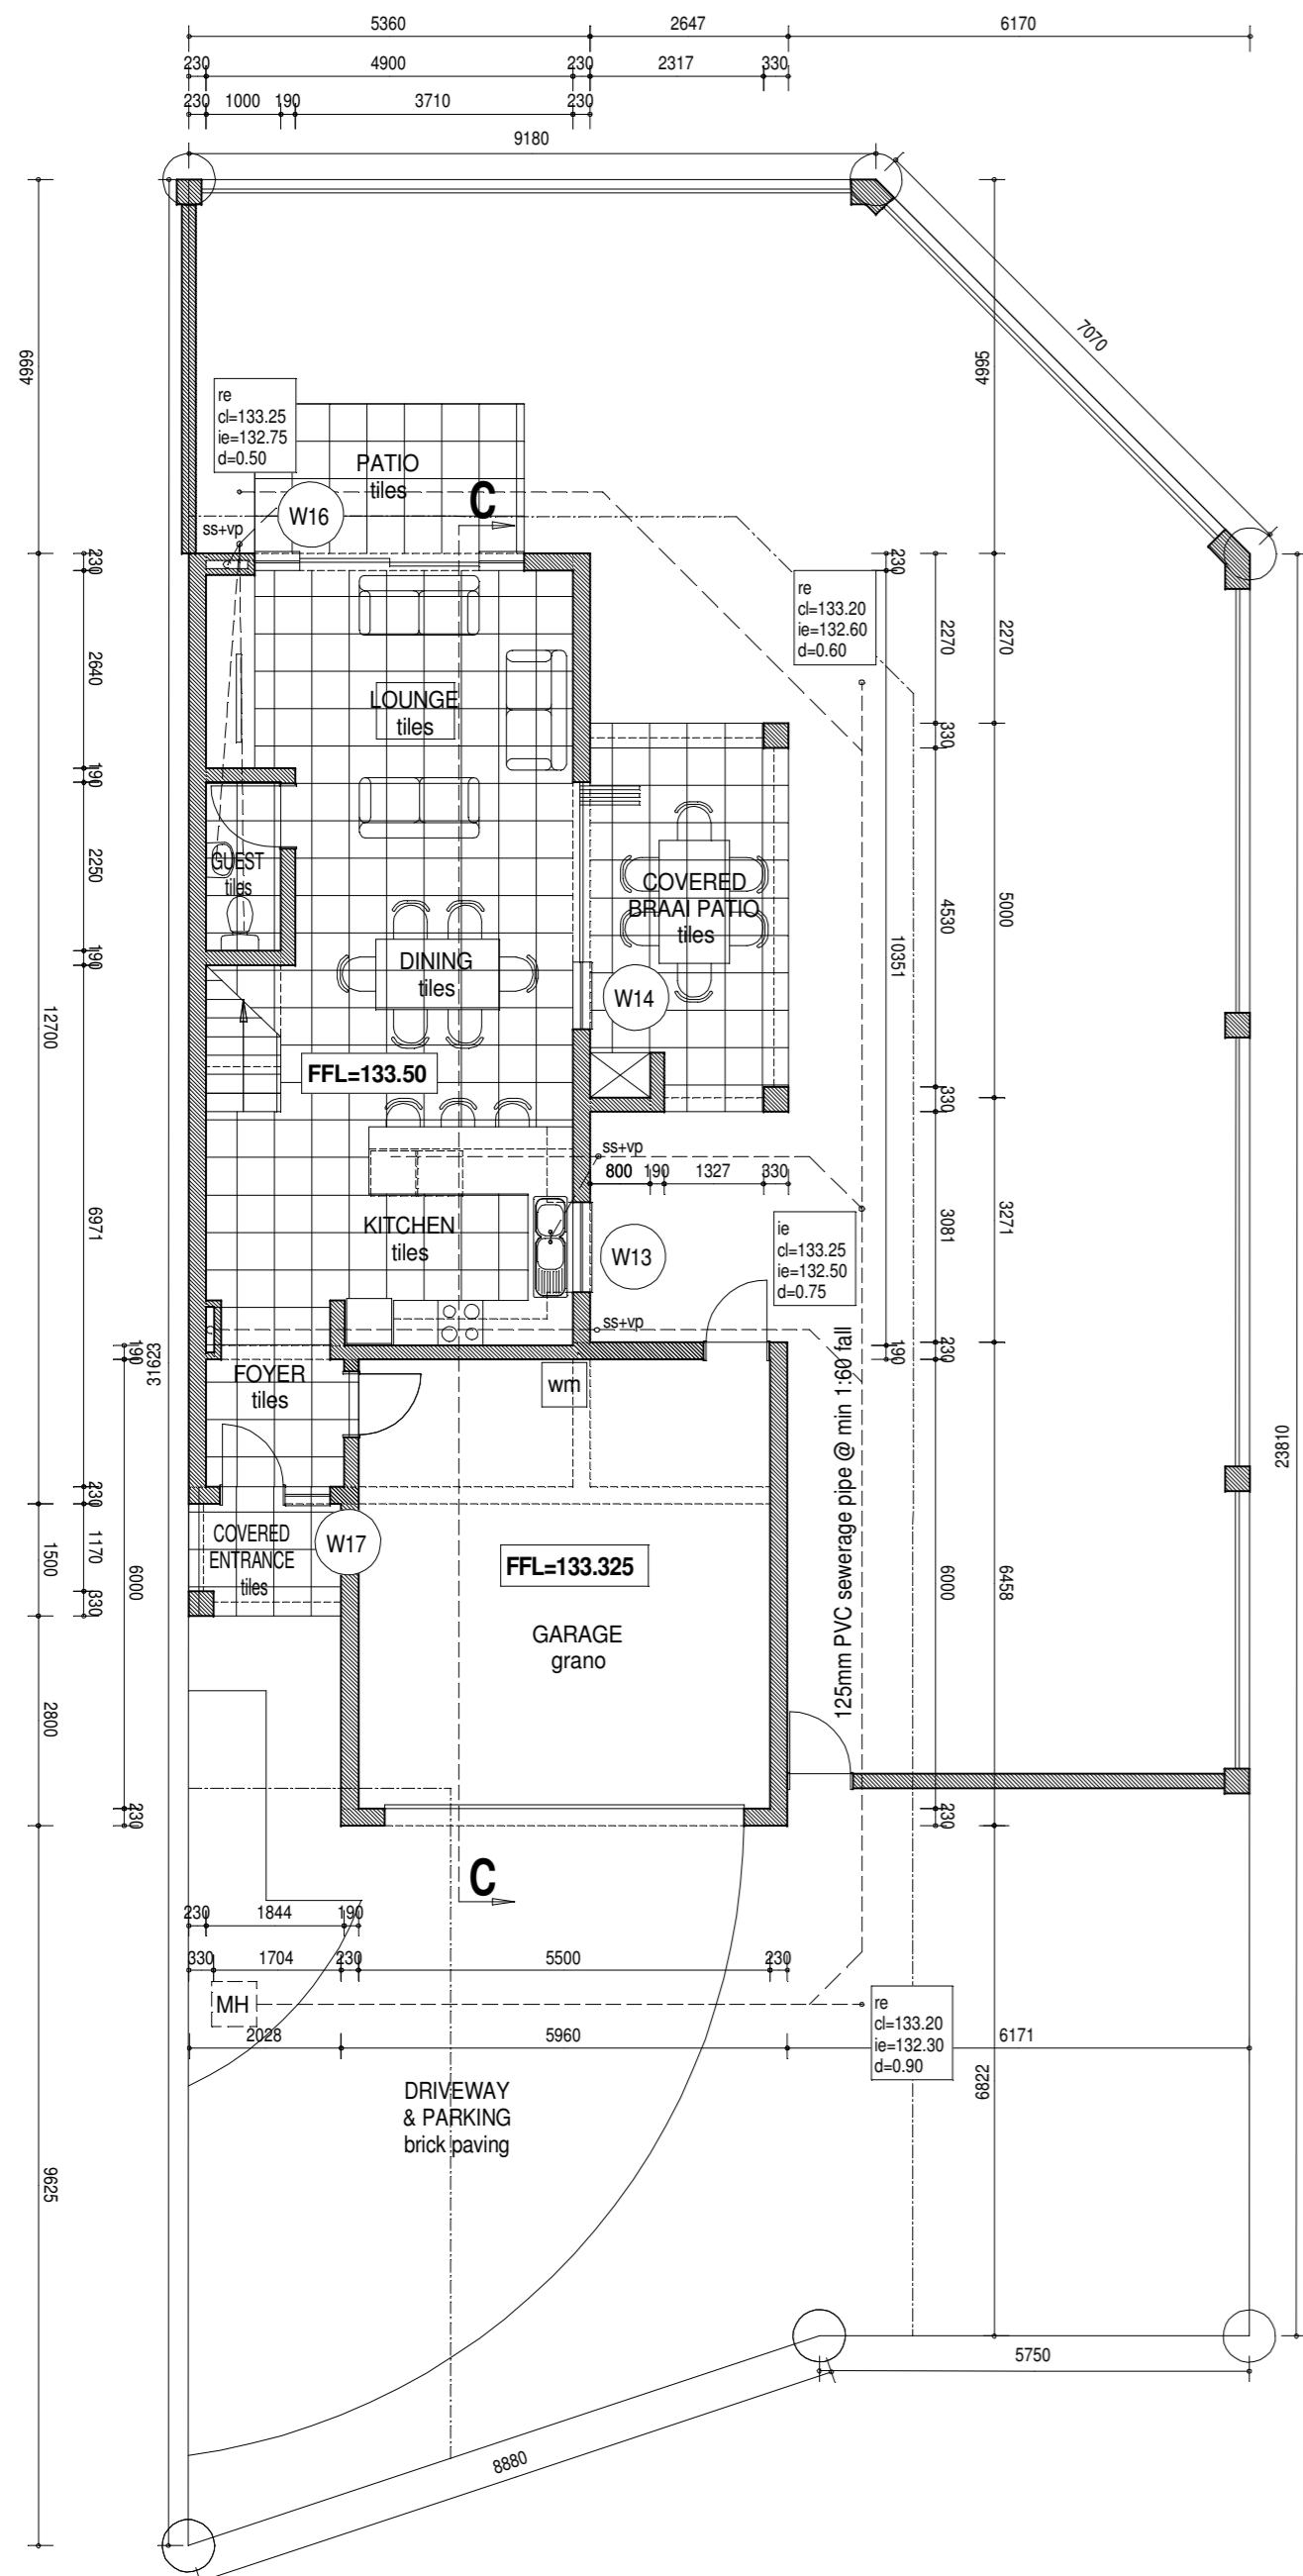 5360
2647
6170
230
4900
230
2317
330
230
1000
190
3710
230
9180
7070
6664
4995
re
cl=133.25
ie=132.75
d=0.50
PATIO
tiles
C
W16
ss+vp
230
230
re
cl=133.20
ie=132.60
d=0.60
2270
2270
2640
LOUNGE
tiles
330
190
GUEST
tiles
2250
COVERED
BRAAI PATIO
tiles
4530
5000
10351
190
DINING
tiles
W14
12700
FFL=133.50
330
ss+vp
800
190
1327
330
6971
KITCHEN
tiles
W13
ie
cl=133.25
ie=132.50
d=0.75
3081
3271
ss+vp
190
31623
FOYER
tiles
wm
190
230
125mm PVC sewerage pipe @ min 1:60 fall
23810
230
COVERED
ENTRANCE
tiles
W17
1170
1500
6000
330
FFL=133.325
GARAGE
grano
6000
6458
2800
230
230
C
230
1844
190
330
1704
230
5500
230
MH
re
cl=133.20
ie=132.30
d=0.90
2028
5960
6171
6822
DRIVEWAY
& PARKING
brick paving
9625
5750
8880